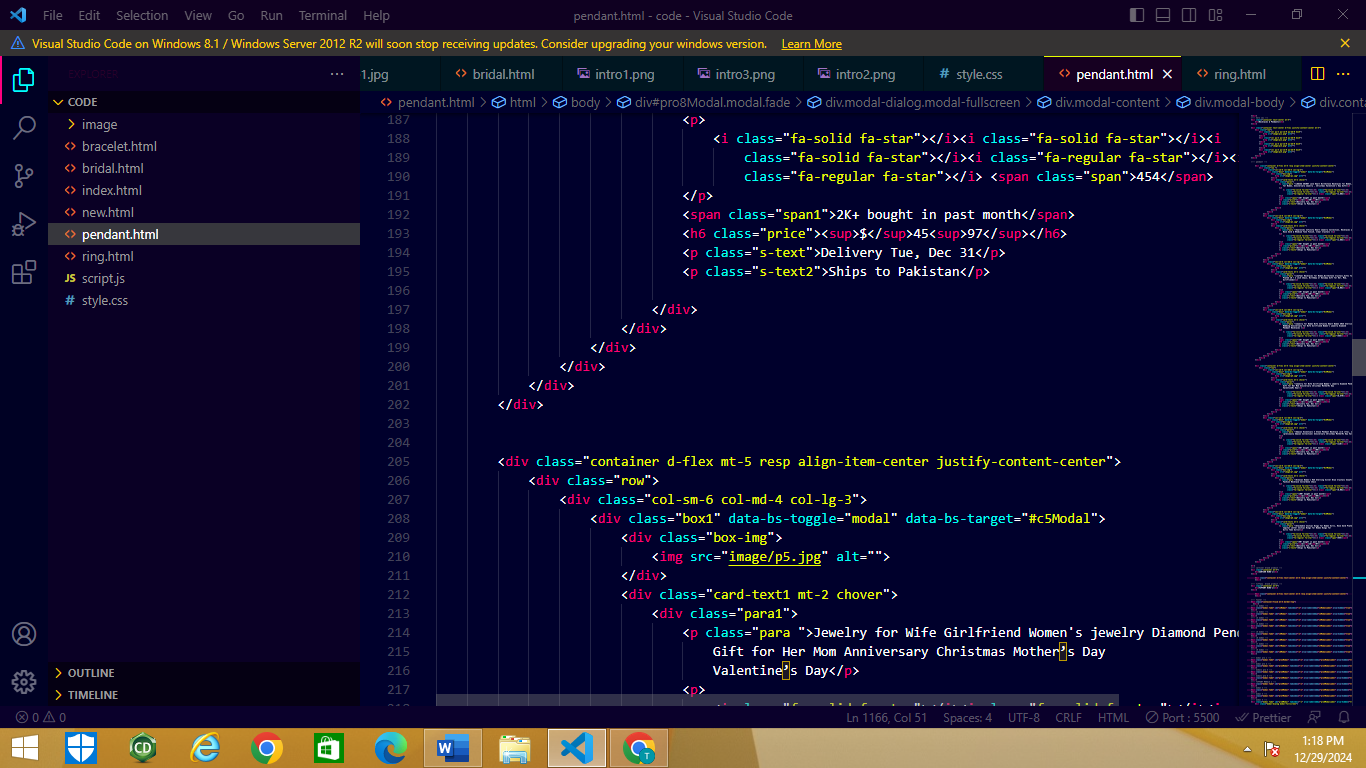 File Edit Selection View Go Run Terminal Help pendant.html - code - Visual Studio Code
Visual Studio Code on Windows 8.1 / Windows Server 2012 R2 will soon stop receiving updates. Consider upgrading your windows version. Learn More
EXPLORER
1.jpg bridal.html intro1.png intro3.png intro2.png style.css pendant.html ring.html
CODE
image
bracelet.html
bridal.html
index.html
new.html
pendant.html
ring.html
script.js
style.css
OUTLINE
TIMELINE
pendant.html > html > body > div#pro8Modal.modal.fade > div.modal-dialog.modal-fullscreen > div.modal-content > div.modal-body > div.conta
187 <p>
188 <i class="fa-solid fa-star"></i><i class="fa-solid fa-star"></i><i
189 class="fa-solid fa-star"></i><i class="fa-regular fa-star"></i><
190 class="fa-regular fa-star"></i> <span class="span">454</span>
191 </p>
192 <span class="span1">2K+ bought in past month</span>
193 <h6 class="price"><sup>$</sup>45<sup>97</sup></h6>
194 <p class="s-text">Delivery Tue, Dec 31</p>
195 <p class="s-text2">Ships to Pakistan</p>
196
197 </div>
198 </div>
199 </div>
200 </div>
201 </div>
202 </div>
203
204
205 <div class="container d-flex mt-5 resp align-item-center justify-content-center">
206 <div class="row">
207 <div class="col-sm-6 col-md-4 col-lg-3">
208 <div class="box1" data-bs-toggle="modal" data-bs-target="#c5Modal">
209 <div class="box-img">
210 <img src="image/p5.jpg" alt="">
211 </div>
212 <div class="card-text1 mt-2 chover">
213 <div class="para1">
214 <p class="para ">Jewelry for Wife Girlfriend Women's jewelry Diamond Pen
215 Gift for Her Mom Anniversary Christmas Mother’s Day
216 Valentine’s Day</p>
217 <p>
0 0 Ln 1166, Col 51 Spaces: 4 UTF-8 CRLF HTML Port : 5500 Prettier
1:18 PM
12/29/2024